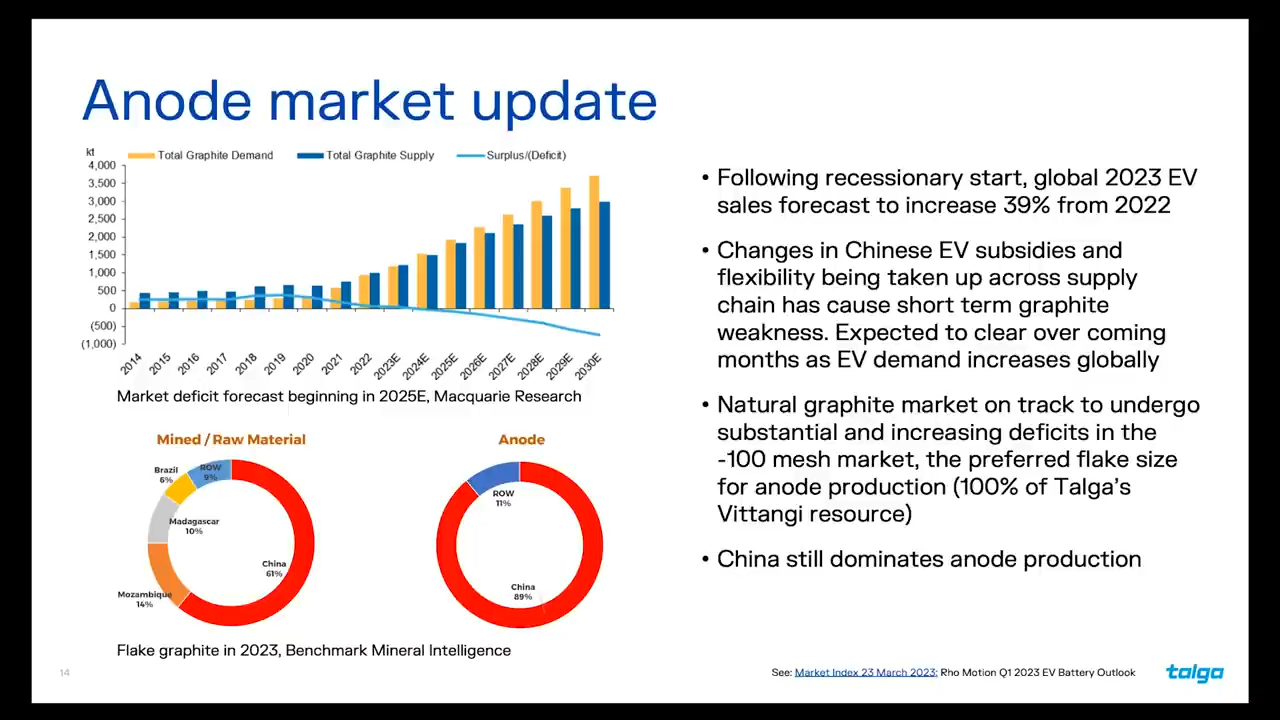 Anode market update
kt
Total Graphite Demand
Total Graphite Supply
Surplus/(Deficit)
4,000
3,500
3,000
2,500
2,000
1,500
1,000
500
0
(500)
(1,000)
2014
2015
2016
2017
2018
2019
2020
2021
2022
2023E
2024E
2025E
2026E
2027E
2028E
2029E
2030E
Market deficit forecast beginning in 2025E, Macquarie Research
Mined / Raw Material
Brazil
6%
ROW
9%
Madagascar
10%
China
61%
Mozambique
14%
Anode
ROW
11%
China
89%
Flake graphite in 2023, Benchmark Mineral Intelligence
• Following recessionary start, global 2023 EV
sales forecast to increase 39% from 2022
• Changes in Chinese EV subsidies and
flexibility being taken up across supply
chain has cause short term graphite
weakness. Expected to clear over coming
months as EV demand increases globally
• Natural graphite market on track to undergo
substantial and increasing deficits in the
-100 mesh market, the preferred flake size
for anode production (100% of Talga's
Vittangi resource)
• China still dominates anode production
14
See: Market Index 23 March 2023; Rho Motion Q1 2023 EV Battery Outlook
talga